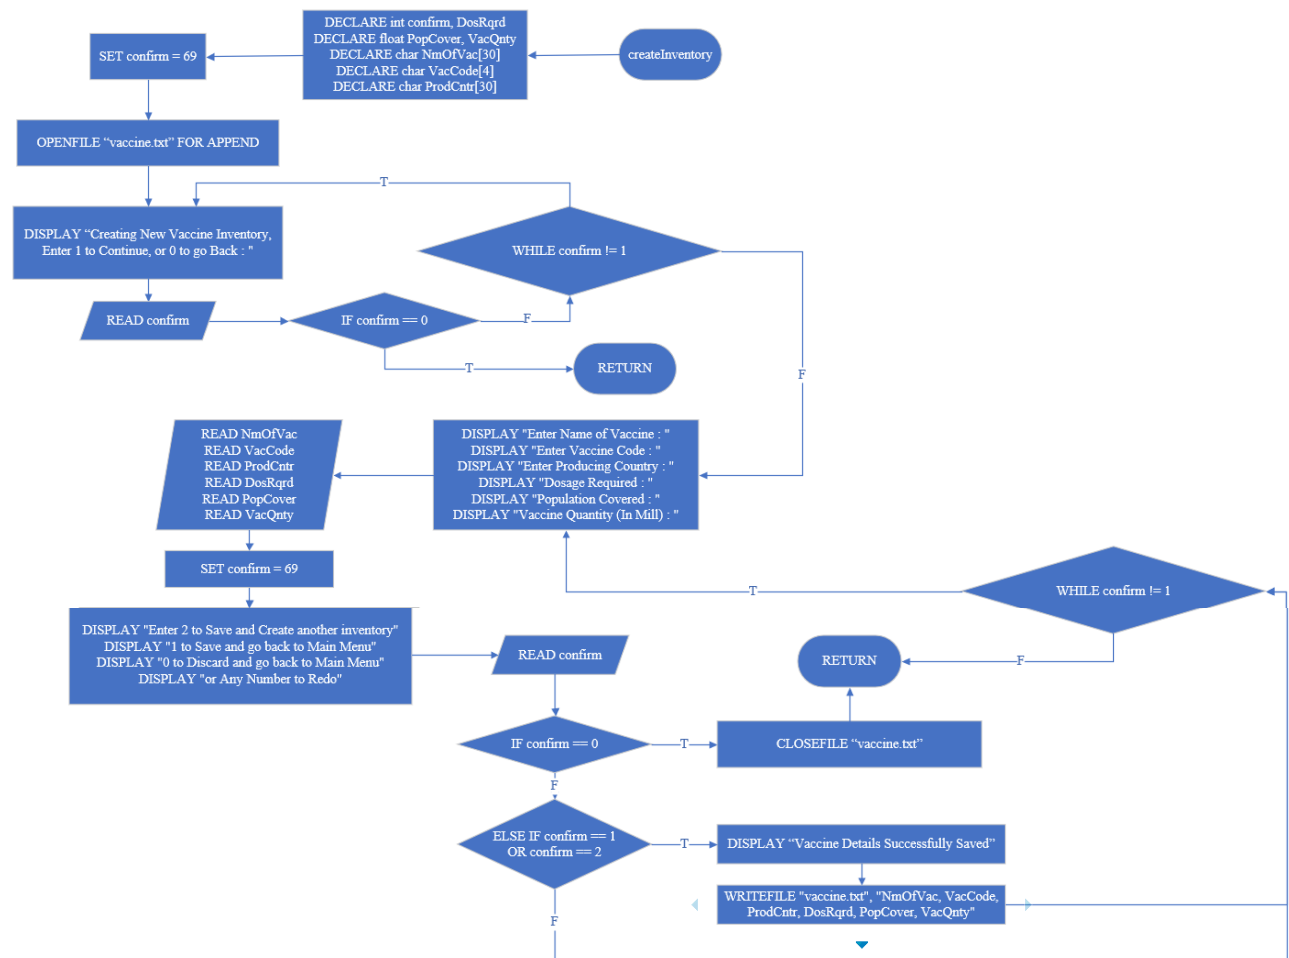 createInventory
DECLARE int confirm, DosRqrd
DECLARE float PopCover, VacQnty
DECLARE char NmOfVac[30]
DECLARE char VacCode[4]
DECLARE char ProdCntr[30]
SET confirm = 69
OPENFILE “vaccine.txt” FOR APPEND
DISPLAY “Creating New Vaccine Inventory,
Enter 1 to Continue, or 0 to go Back : "
READ confirm
IF confirm == 0
T
RETURN
F
WHILE confirm != 1
T
F
DISPLAY "Enter Name of Vaccine : "
DISPLAY "Enter Vaccine Code : "
DISPLAY "Enter Producing Country : "
DISPLAY "Dosage Required : "
DISPLAY "Population Covered : "
DISPLAY "Vaccine Quantity (In Mill) : "
READ NmOfVac
READ VacCode
READ ProdCntr
READ DosRqrd
READ PopCover
READ VacQnty
SET confirm = 69
DISPLAY "Enter 2 to Save and Create another inventory"
DISPLAY "1 to Save and go back to Main Menu"
DISPLAY "0 to Discard and go back to Main Menu"
DISPLAY "or Any Number to Redo"
READ confirm
IF confirm == 0
T
CLOSEFILE “vaccine.txt”
RETURN
F
ELSE IF confirm == 1
OR confirm == 2
T
DISPLAY “Vaccine Details Successfully Saved”
WRITEFILE "vaccine.txt", "NmOfVac, VacCode,
ProdCntr, DosRqrd, PopCover, VacQnty"
F
WHILE confirm != 1
T
F